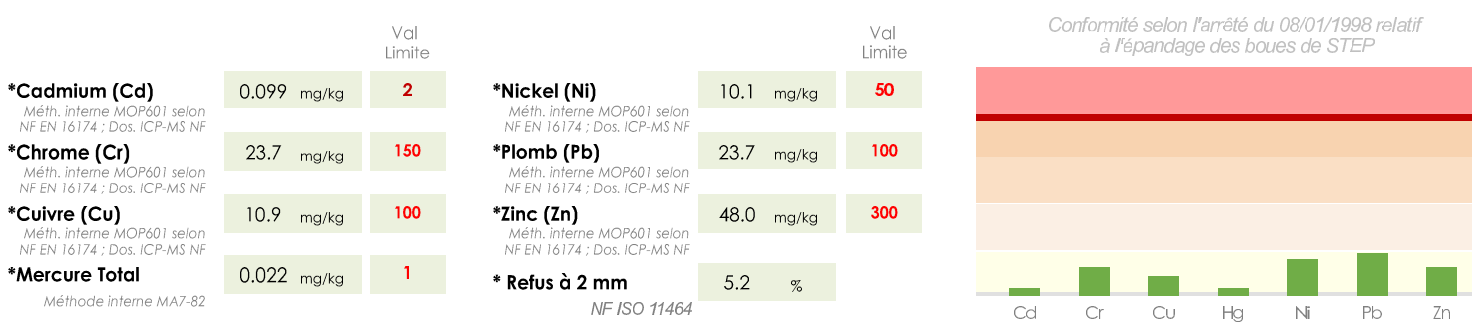 Val
Limite
*Cadmium (Cd) 0.099 mg/kg 2
Méth. interne MOP601 selon
NF EN 16174 ; Dos. ICP-MS NF
*Chrome (Cr) 23.7 mg/kg 150
Méth. interne MOP601 selon
NF EN 16174 ; Dos. ICP-MS NF
*Cuivre (Cu) 10.9 mg/kg 100
Méth. interne MOP601 selon
NF EN 16174 ; Dos. ICP-MS NF
*Mercure Total 0.022 mg/kg 1
Méthode interne MA7-82
Val
Limite
*Nickel (Ni) 10.1 mg/kg 50
Méth. interne MOP601 selon
NF EN 16174 ; Dos. ICP-MS NF
*Plomb (Pb) 23.7 mg/kg 100
Méth. interne MOP601 selon
NF EN 16174 ; Dos. ICP-MS NF
*Zinc (Zn) 48.0 mg/kg 300
Méth. interne MOP601 selon
NF EN 16174 ; Dos. ICP-MS NF
* Refus à 2 mm 5.2 %
NF ISO 11464
Conformité selon l'arrêté du 08/01/1998 relatif
à l'épandage des boues de STEP
Cd Cr Cu Hg Ni Pb Zn